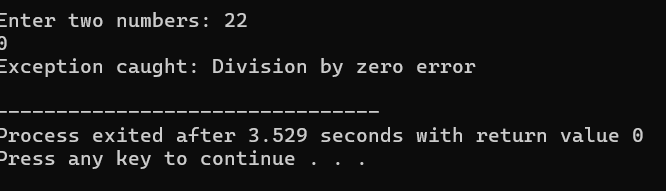 Enter two numbers: 22
0
Exception caught: Division by zero error
--------------------------------
Process exited after 3.529 seconds with return value 0
Press any key to continue . . .